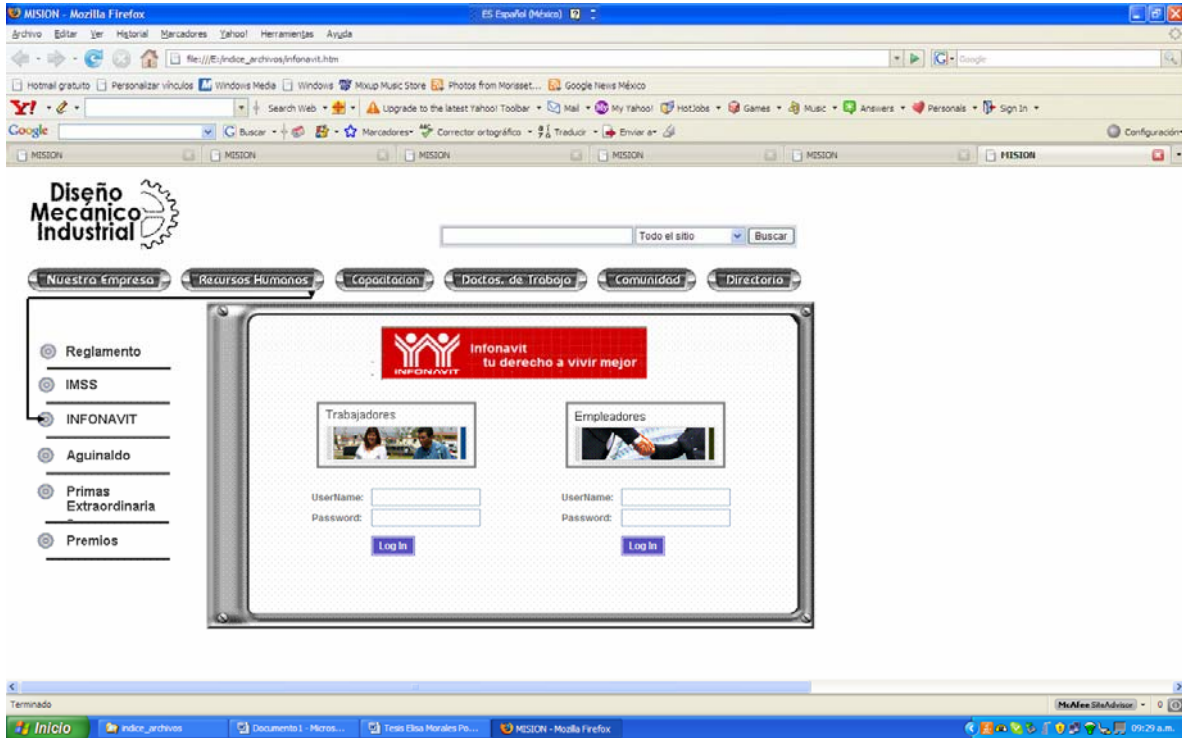 MISION - Mozilla Firefox
ES Español (México)
Archivo Editar Ver Historial Marcadores Yahoo! Herramientas Ayuda
file:///E:/indice_archivos/infonavit.htm
Google
Hotmail gratuito Personalizar vínculos Windows Media Windows Mixup Music Store Photos from Morisset... Google News México
Y! Search Web Upgrade to the latest Yahoo! Toolbar Mail My Yahoo! HotJobs Games Music Answers Personals Sign In
Google Buscar Marcadores Corrector ortográfico Traducir Enviar a Configuración
MISION MISION MISION MISION MISION MISION
Diseño
Mecánico
Industrial
Todo el sitio Buscar
Nuestra Empresa Recursos Humanos Capacitacion Doctos. de Trabajo Comunidad Directorio
Infonavit
tu derecho a vivir mejor
INFONAVIT
Reglamento
IMSS
INFONAVIT
Aguinaldo
Primas
Extraordinaria
Premios
Trabajadores
UserName:
Password:
Log In
Empleadores
UserName:
Password:
Log In
Terminado
McAfee SiteAdvisor 0
Inicio indice_archivos Documento1 - Micros... Tesis Elisa Morales Po... MISION - Mozilla Firefox 09:29 a.m.